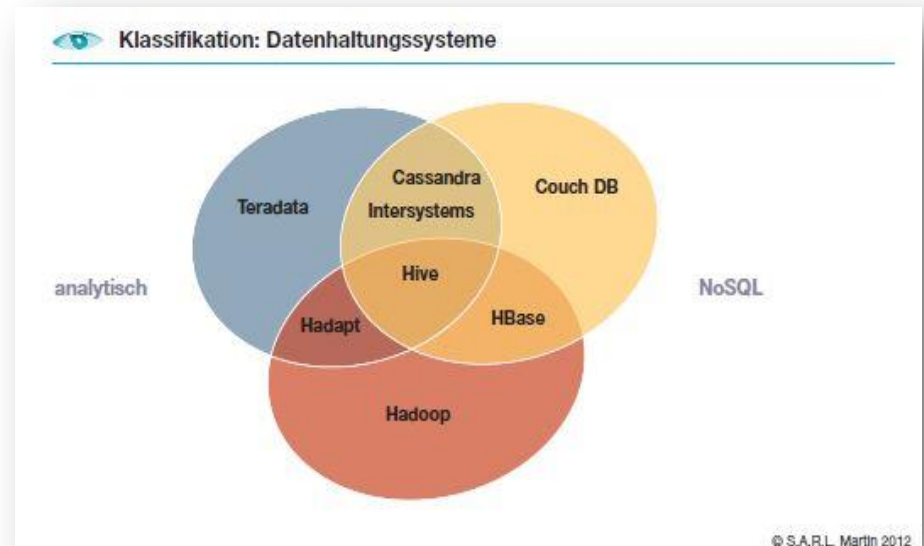 Klassifikation: Datenhaltungssysteme
Cassandra
Couch DB
Teradata
Intersystems
Hive
analytisch
NoSQL
HBase
Hadapt
Hadoop
© S.A.R.L. Martin 2012